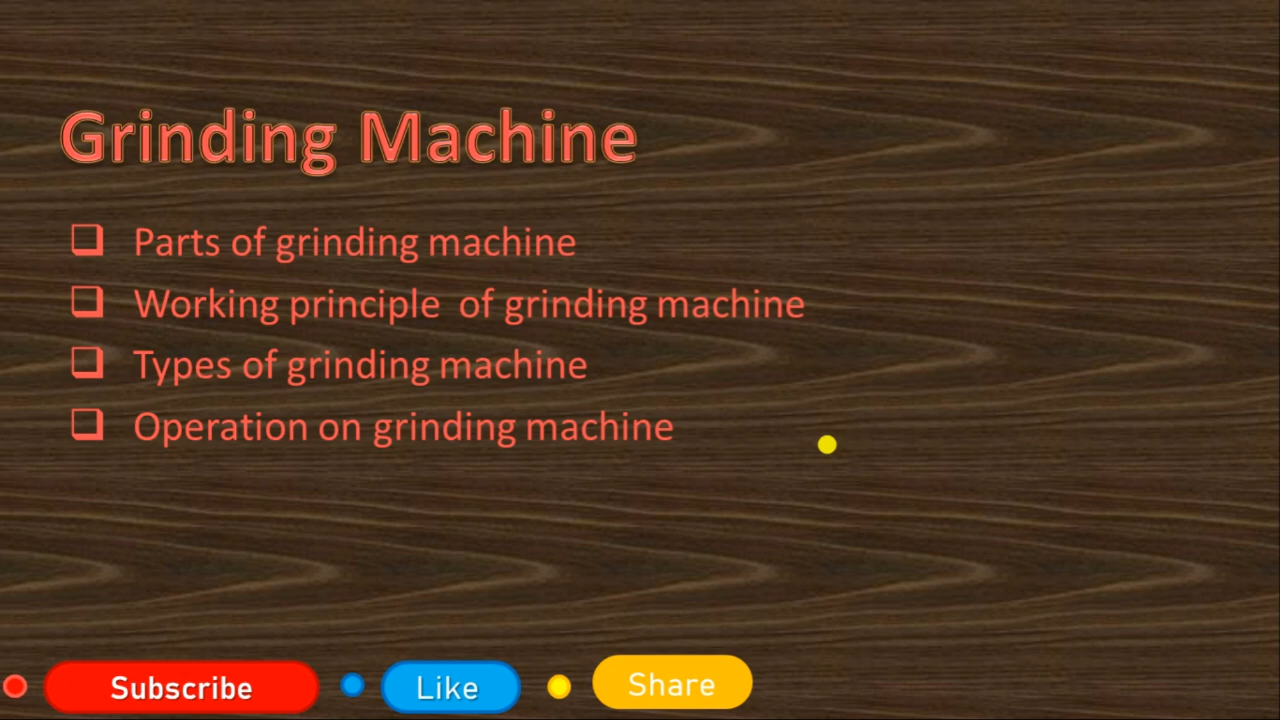 Grinding Machine
❑ Parts of grinding machine
❑ Working principle of grinding machine
❑ Types of grinding machine
❑ Operation on grinding machine
Subscribe Like Share